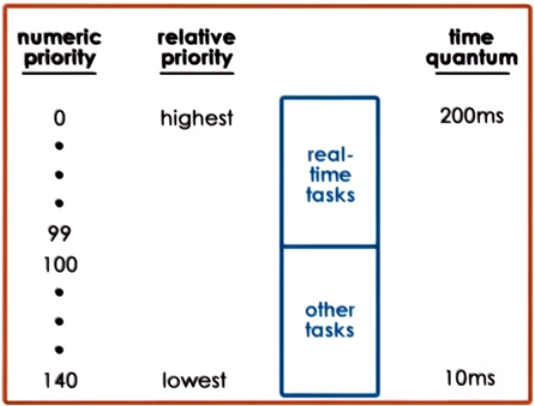 numeric priority
relative priority
time quantum
0 highest 200ms
real-
time
tasks
99
100
other
tasks
140 lowest 10ms